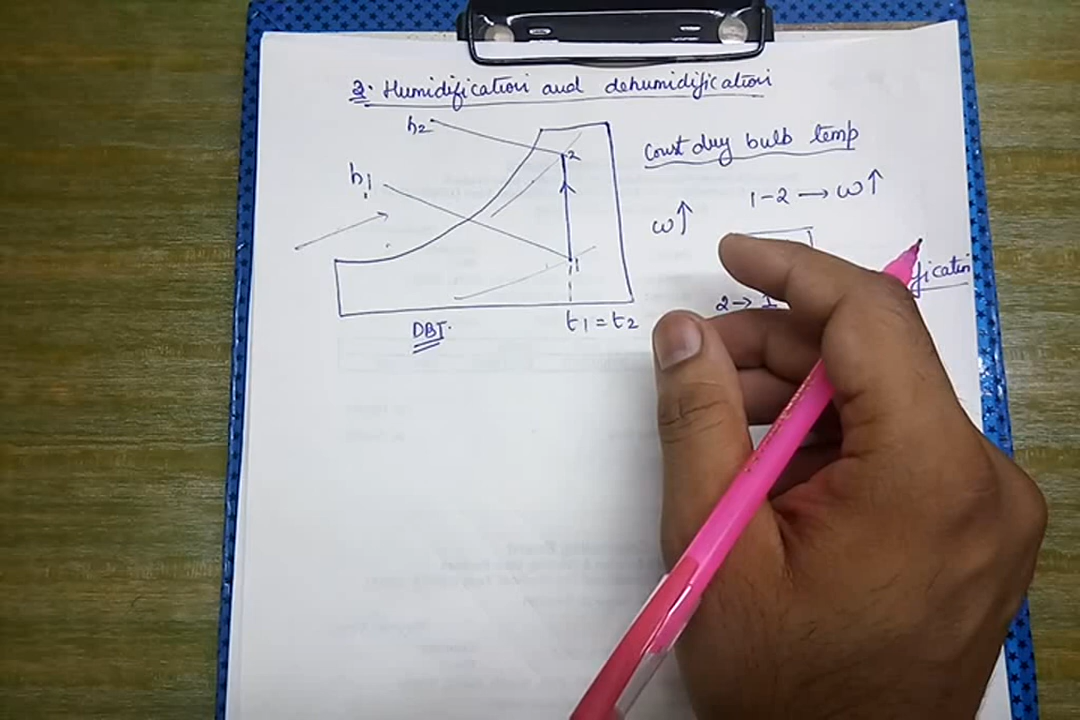 3. Humidification and dehumidification
h2
2
const dry bulb temp
h1
1-2 → ω↑
ω↑
1
2 → 1
DBT.
t1 = t2